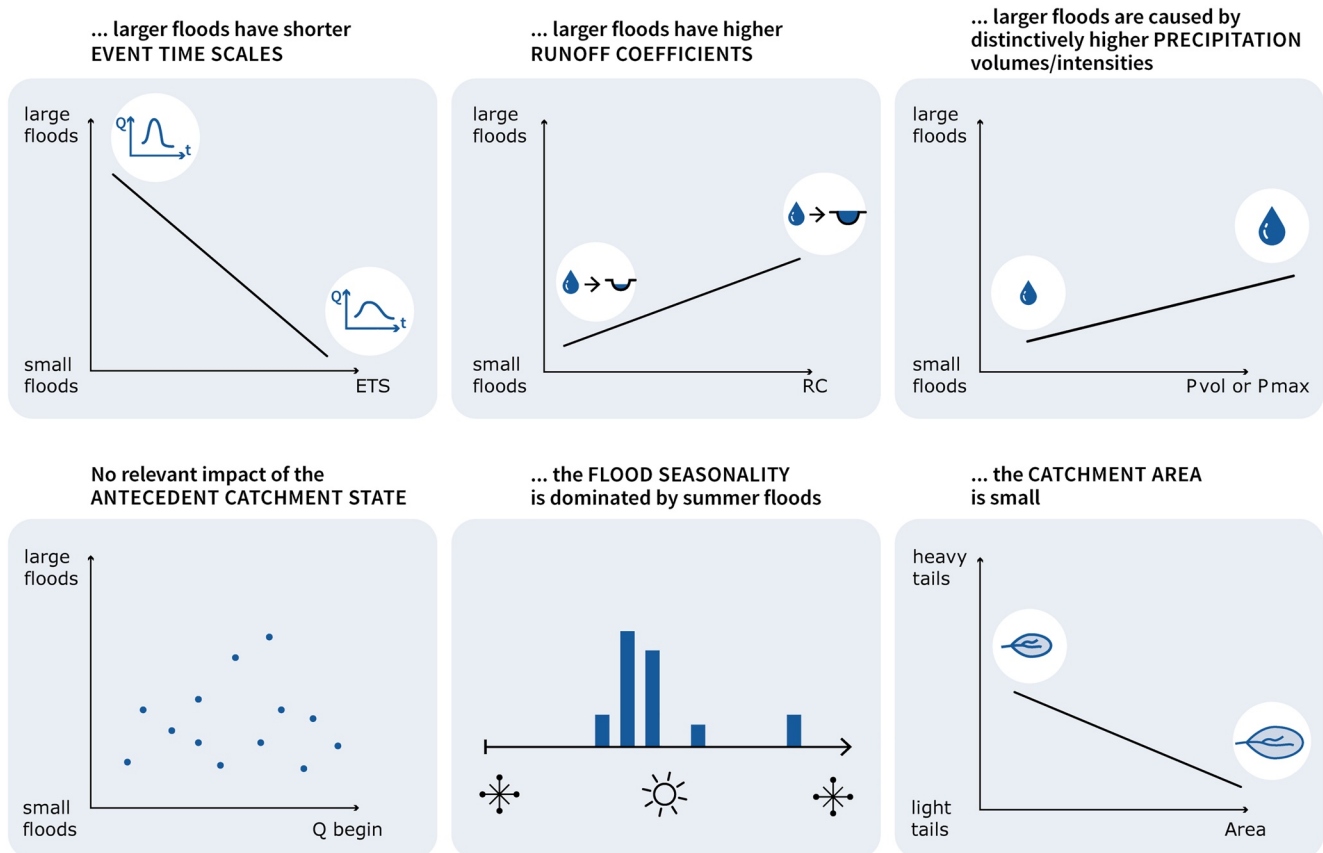 ... larger floods have shorter
EVENT TIME SCALES
large
floods
Q
t
Q
t
small
floods
ETS
... larger floods have higher
RUNOFF COEFFICIENTS
large
floods
small
floods
RC
... larger floods are caused by
distinctively higher PRECIPITATION
volumes/intensities
large
floods
small
floods
Pvol or Pmax
No relevant impact of the
ANTECEDENT CATCHMENT STATE
large
floods
small
floods
Q begin
... the FLOOD SEASONALITY
is dominated by summer floods
... the CATCHMENT AREA
is small
heavy
tails
light
tails
Area